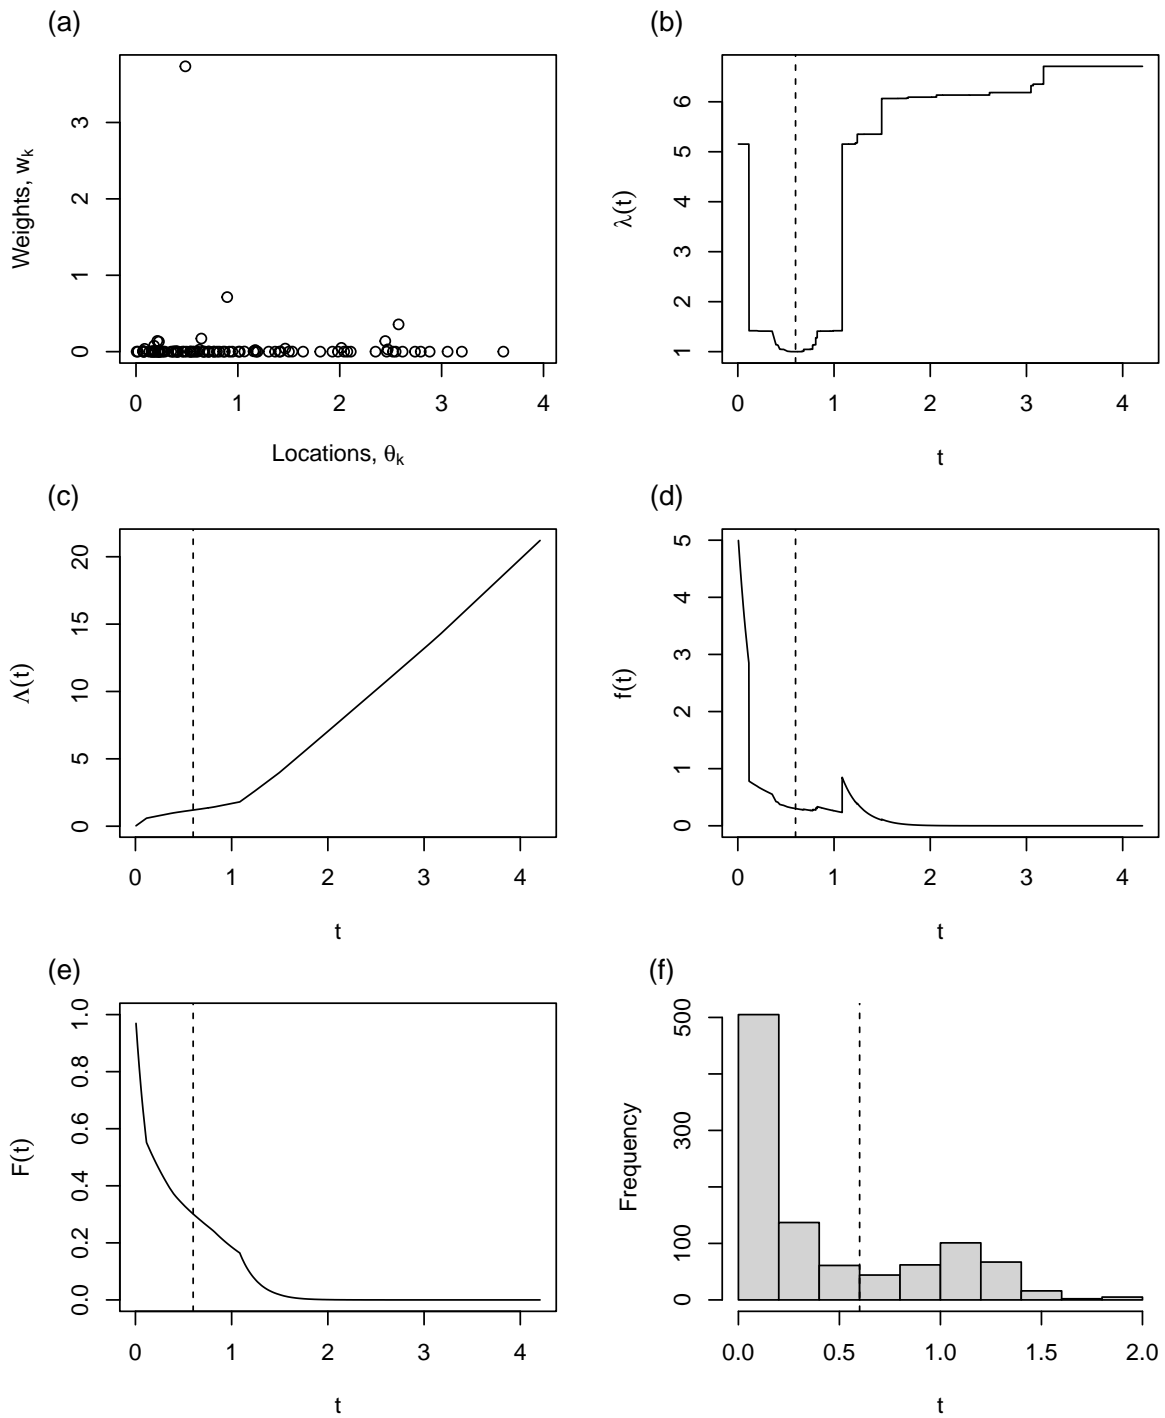 (a)
Weights, wk
0 1 2 3
0 1 2 3 4
Locations, θk
(b)
λ(t)
1 2 3 4 5 6
0 1 2 3 4
t
(c)
Λ(t)
0 5 10 15 20
0 1 2 3 4
t
(d)
f(t)
0 1 2 3 4 5
0 1 2 3 4
t
(e)
F(t)
0.0 0.2 0.4 0.6 0.8 1.0
0 1 2 3 4
t
(f)
Frequency
0 100 300 500
0.0 0.5 1.0 1.5 2.0
t